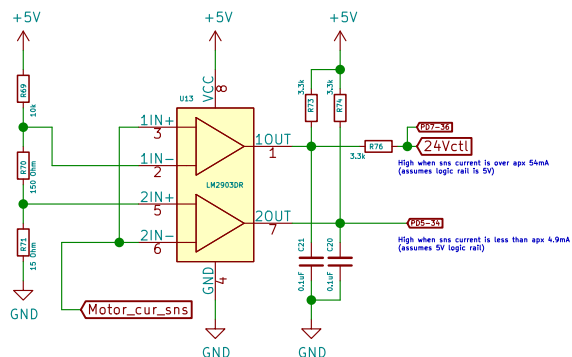 +5V
+5V
+5V
R69
10k
R70
150 Ohm
R71
15 Ohm
GND
U13
VCC
8
1IN+
3
1IN-
2
2IN+
5
2IN-
6
1OUT
1
LM2903DR
2OUT
7
GND
4
GND
Motor_cur_sns
3.3k
R73
3.3k
R74
R76
3.3k
PD7-36
24Vctl
High when sns current is over apx 54mA
(assumes logic rail is 5V)
PD5-34
High when sns current is less than apx 4.9mA
(assumes 5V logic rail)
C21
0.1uF
C20
0.1uF
GND